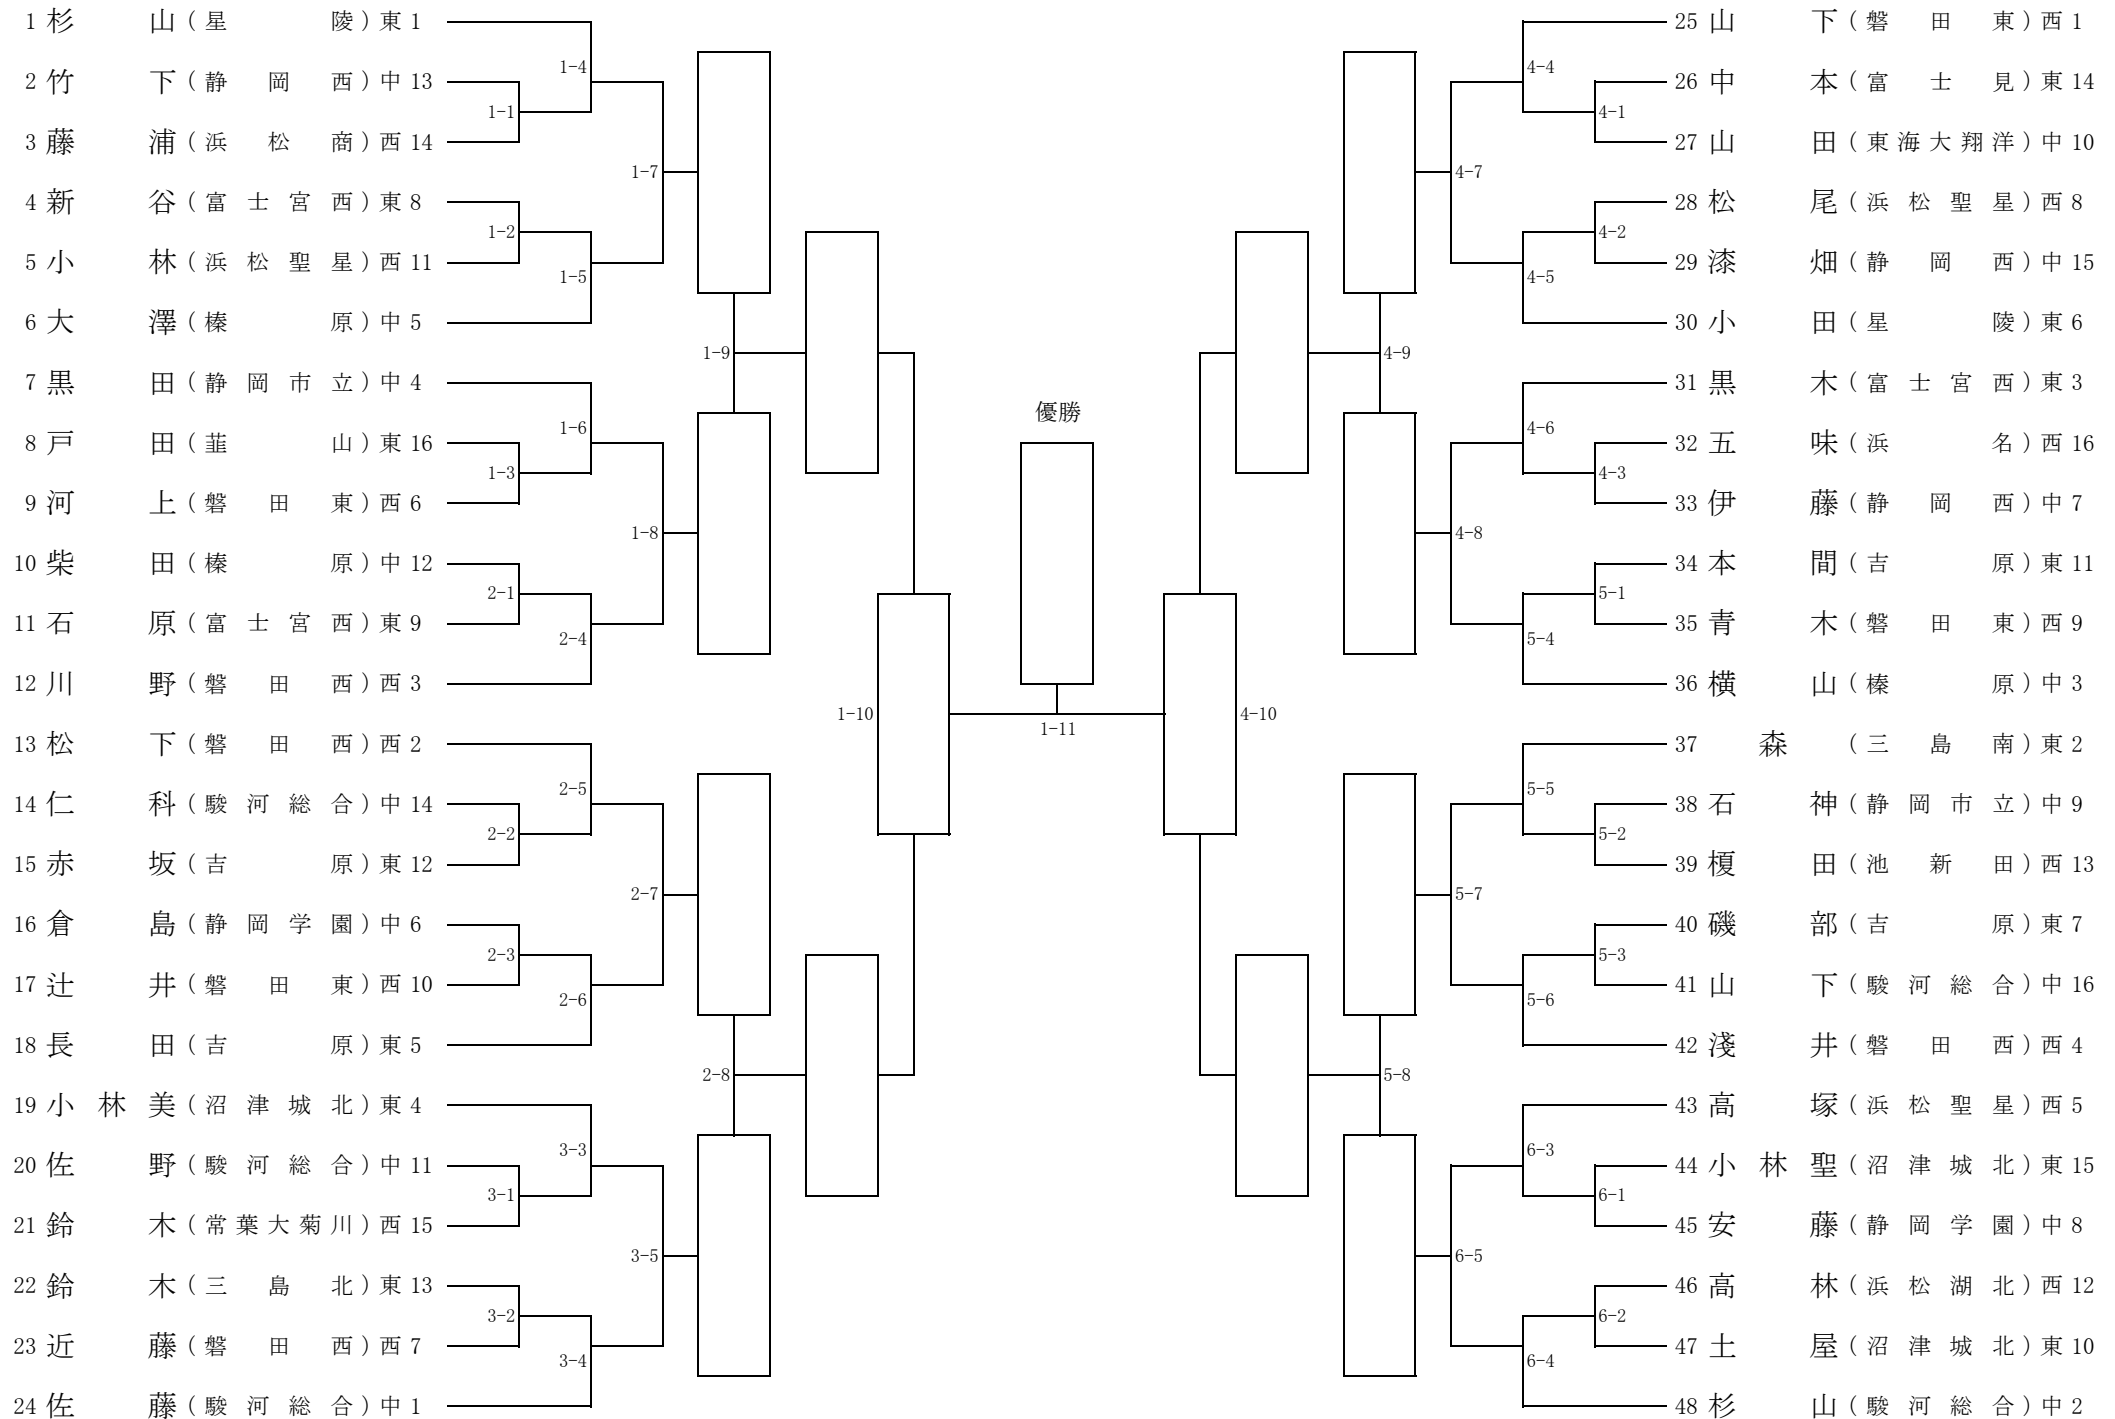 1 杉山（星陵）東 1
2 竹下（静岡西）中 13
3 藤浦（浜松商）西 14
4 新谷（富士宮西）東 8
5 小林（浜松聖星）西 11
6 大澤（榛原）中 5
7 黒田（静岡市立）中 4
8 戸田（韮山）東 16
9 河上（磐田東）西 6
10 柴田（榛原）中 12
11 石原（富士宮西）東 9
12 川野（磐田西）西 3
13 松下（磐田西）西 2
14 仁科（駿河総合）中 14
15 赤坂（吉原）東 12
16 倉島（静岡学園）中 6
17 辻井（磐田東）西 10
18 長田（吉原）東 5
19 小林美（沼津城北）東 4
20 佐野（駿河総合）中 11
21 鈴木（常葉大菊川）西 15
22 鈴木（三島北）東 13
23 近藤（磐田西）西 7
24 佐藤（駿河総合）中 1
1-4
1-1
1-7
1-2
1-5
1-9
1-6
1-3
1-8
2-1
2-4
1-10
2-5
2-2
2-7
2-3
2-6
2-8
3-3
3-1
3-5
3-2
3-4
優勝
1-11
4-4
4-1
4-7
4-2
4-5
4-9
4-6
4-3
4-8
5-1
5-4
4-10
5-5
5-2
5-7
5-3
5-6
5-8
6-3
6-1
6-5
6-2
6-4
25 山下（磐田東）西 1
26 中本（富士見）東 14
27 山田（東海大翔洋）中 10
28 松尾（浜松聖星）西 8
29 漆畑（静岡西）中 15
30 小田（星陵）東 6
31 黒木（富士宮西）東 3
32 五味（浜名）西 16
33 伊藤（静岡西）中 7
34 本間（吉原）東 11
35 青木（磐田東）西 9
36 横山（榛原）中 3
37 森（三島南）東 2
38 石神（静岡市立）中 9
39 榎田（池新田）西 13
40 磯部（吉原）東 7
41 山下（駿河総合）中 16
42 淺井（磐田西）西 4
43 高塚（浜松聖星）西 5
44 小林聖（沼津城北）東 15
45 安藤（静岡学園）中 8
46 高林（浜松湖北）西 12
47 土屋（沼津城北）東 10
48 杉山（駿河総合）中 2